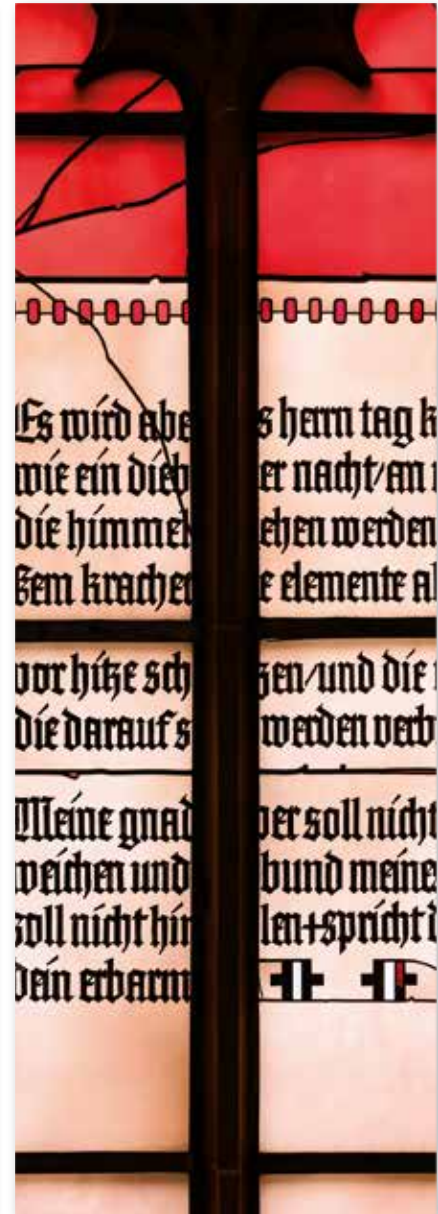 Es wird abe s herrn tag k
wie ein dieb er nacht/an
die himmel ehen werden
ßem krachen e elemente al
vor hitze sch zen/und die
die darauf s werden verb
Meine gnad ber soll nicht
weichen und bund meine
soll nicht hin len+spricht d
dein erbarm